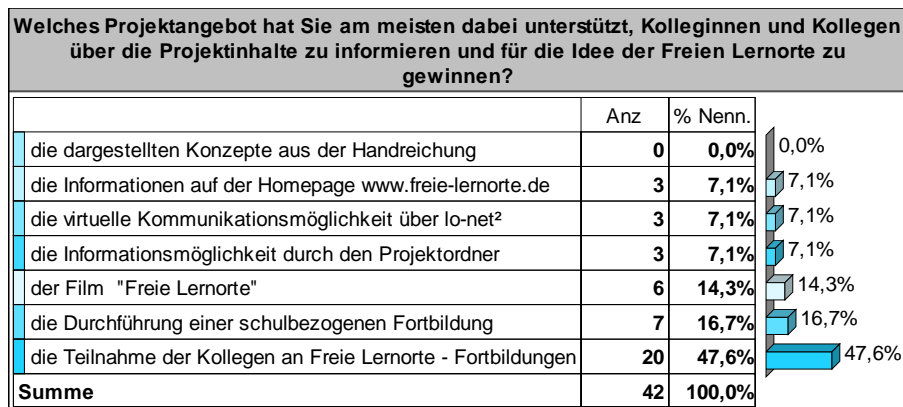 Welches Projektangebot hat Sie am meisten dabei unterstützt, Kolleginnen und Kollegen
über die Projektinhalte zu informieren und für die Idee der Freien Lernorte zu
gewinnen?
Anz % Nenn.
die dargestellten Konzepte aus der Handreichung 0 0,0% 0,0%
die Informationen auf der Homepage www.freie-lernorte.de 3 7,1% 7,1%
die virtuelle Kommunikationsmöglichkeit über lo-net² 3 7,1% 7,1%
die Informationsmöglichkeit durch den Projektordner 3 7,1% 7,1%
der Film "Freie Lernorte" 6 14,3% 14,3%
die Durchführung einer schulbezogenen Fortbildung 7 16,7% 16,7%
die Teilnahme der Kollegen an Freie Lernorte - Fortbildungen 20 47,6% 47,6%
Summe 42 100,0%